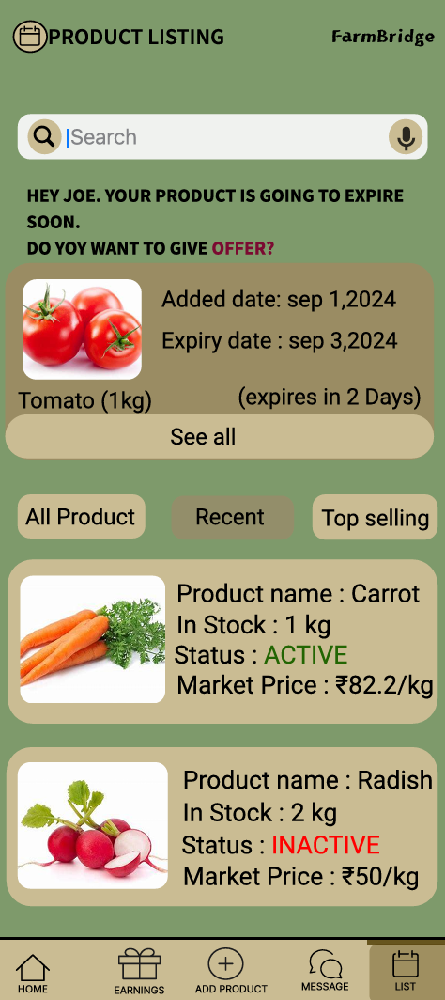 PRODUCT LISTING
FarmBridge
Search
HEY JOE. YOUR PRODUCT IS GOING TO EXPIRE
SOON.
DO YOY WANT TO GIVE OFFER?
Added date: sep 1,2024
Expiry date : sep 3,2024
Tomato (1kg)
(expires in 2 Days)
See all
All Product
Recent
Top selling
Product name : Carrot
In Stock : 1 kg
Status : ACTIVE
Market Price : ₹82.2/kg
Product name : Radish
In Stock : 2 kg
Status : INACTIVE
Market Price : ₹50/kg
HOME
EARNINGS
ADD PRODUCT
MESSAGE
LIST